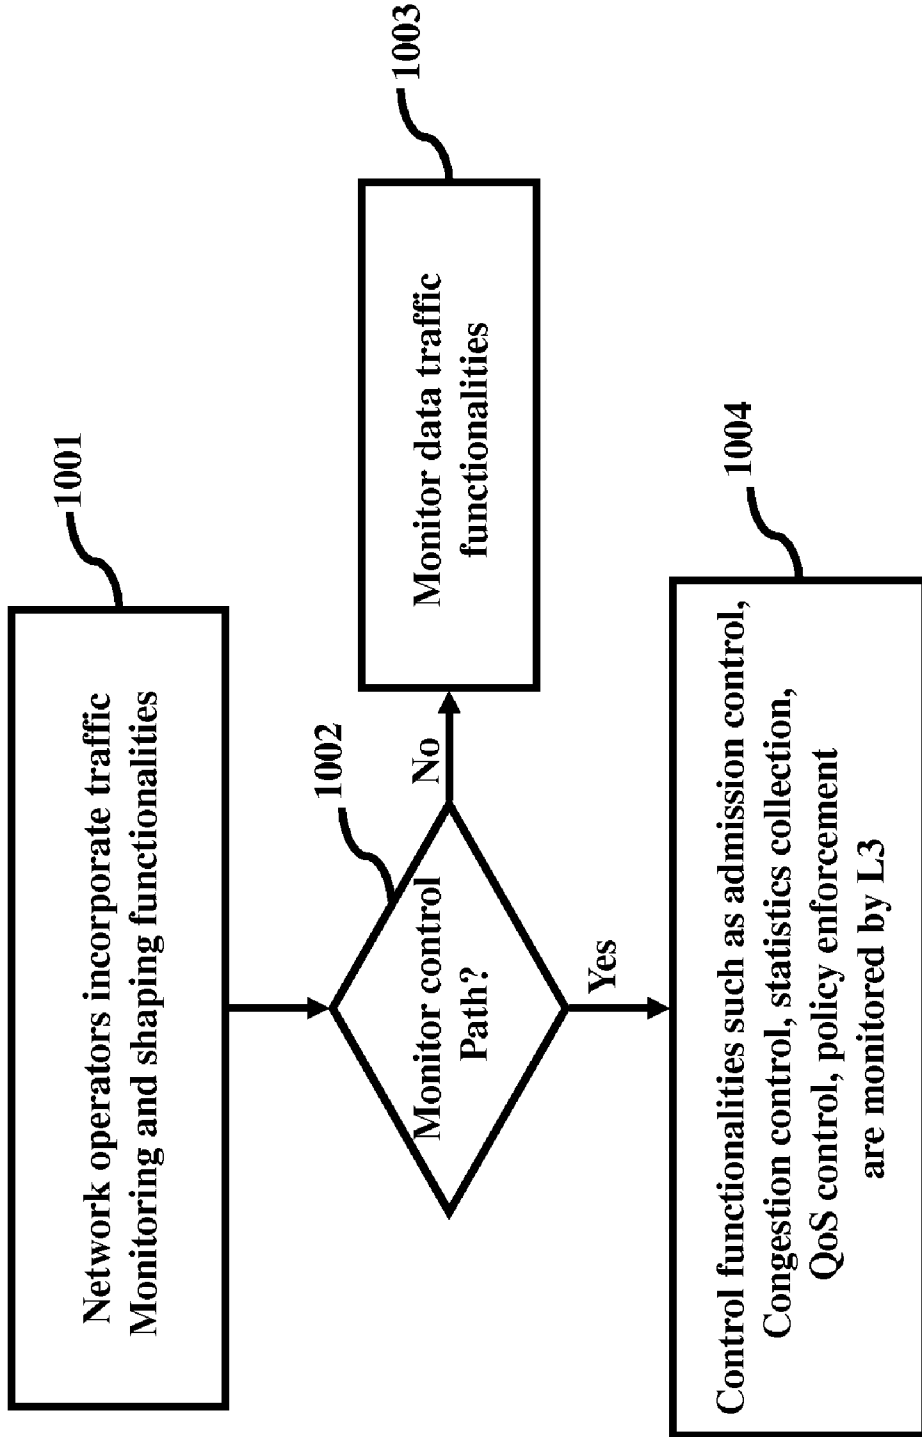 1001
Network operators incorporate traffic
Monitoring and shaping functionalities
1002
Monitor control
Path?
No
1003
Monitor data traffic
functionalities
Yes
1004
Control functionalities such as admission control,
Congestion control, statistics collection,
QoS control, policy enforcement
are monitored by L3